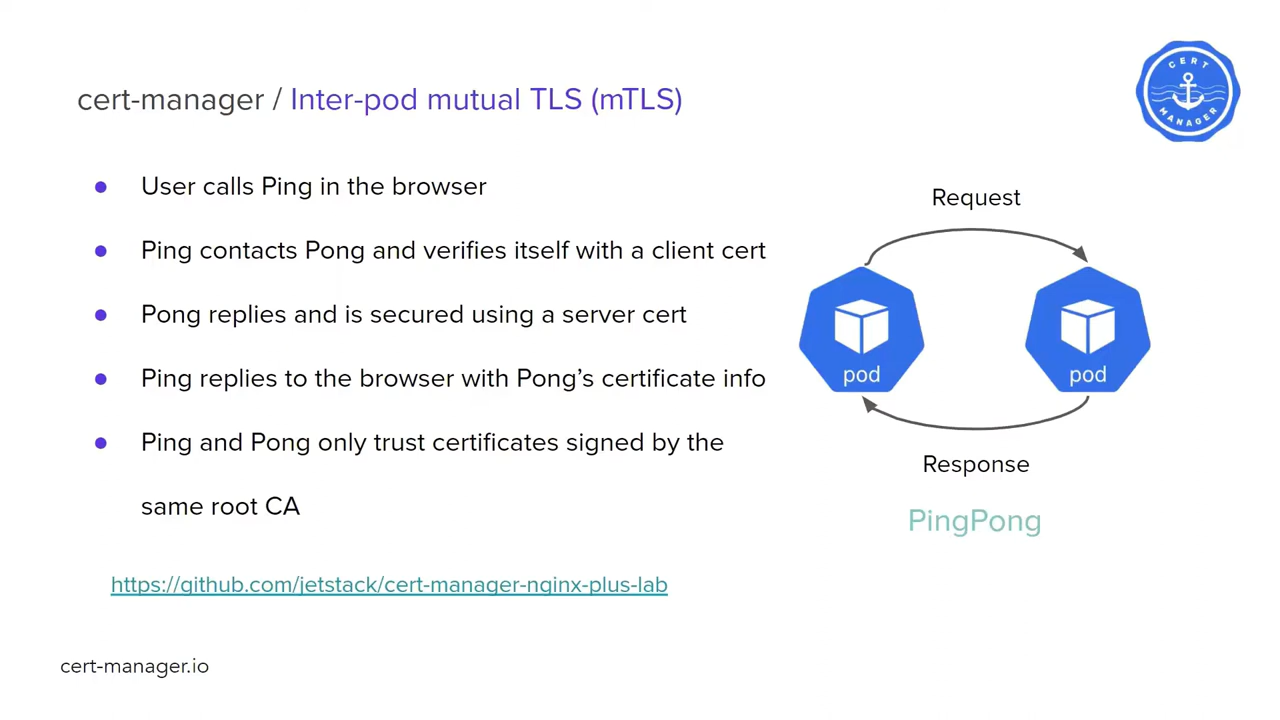 cert-manager / Inter-pod mutual TLS (mTLS)
CERT
MANAGER
● User calls Ping in the browser
● Ping contacts Pong and verifies itself with a client cert
● Pong replies and is secured using a server cert
● Ping replies to the browser with Pong’s certificate info
● Ping and Pong only trust certificates signed by the
same root CA
https://github.com/jetstack/cert-manager-nginx-plus-lab
Request
pod
pod
Response
PingPong
cert-manager.io